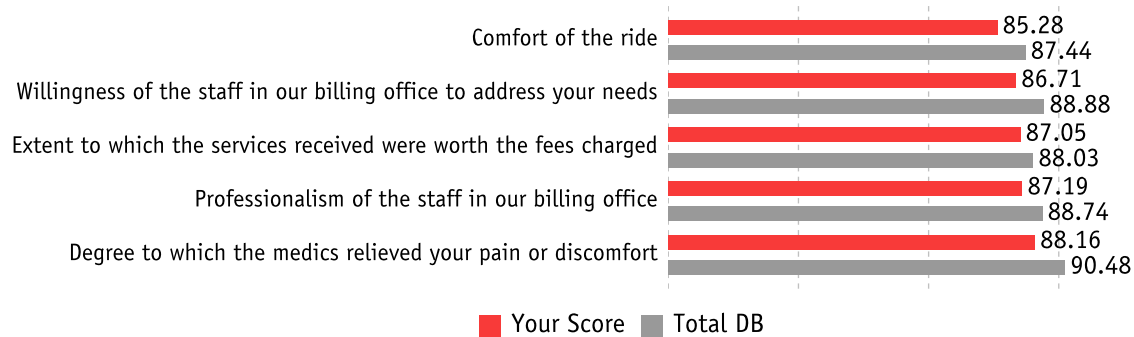 Comfort of the ride
85.28
87.44
Willingness of the staff in our billing office to address your needs
86.71
88.88
Extent to which the services received were worth the fees charged
87.05
88.03
Professionalism of the staff in our billing office
87.19
88.74
Degree to which the medics relieved your pain or discomfort
88.16
90.48
Your Score Total DB